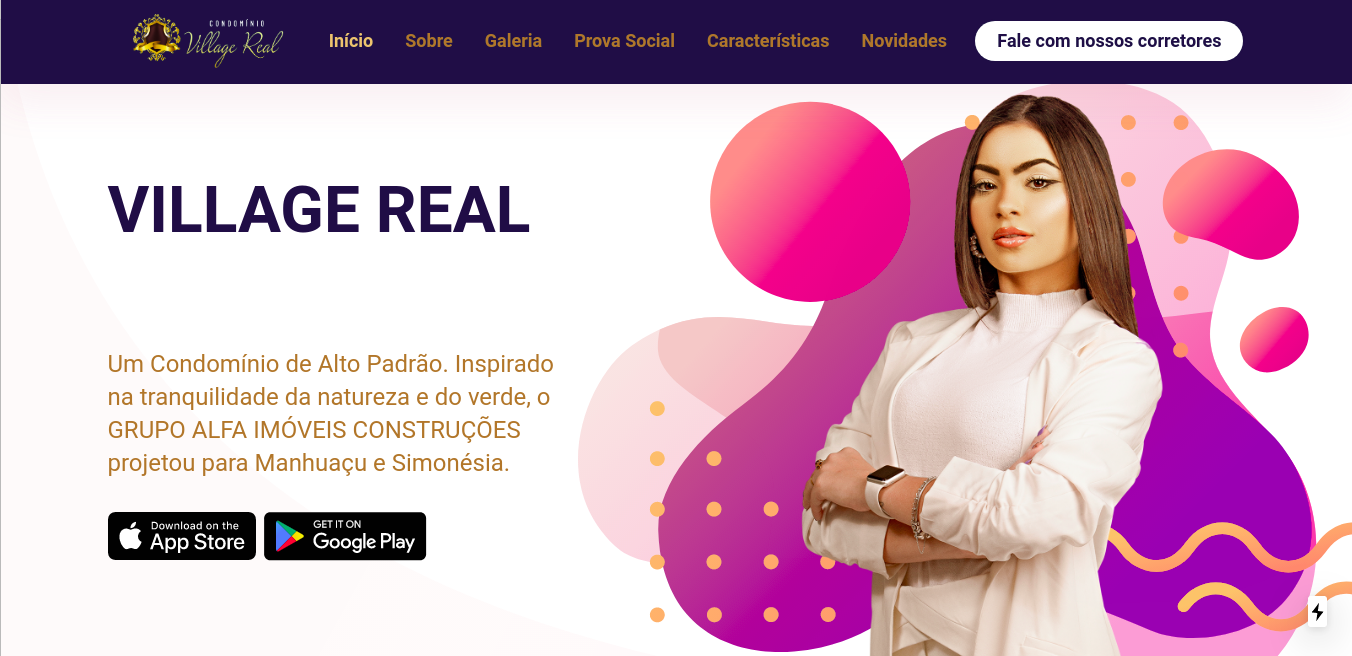 CONDOMÍNIO
Village Real
Início Sobre Galeria Prova Social Características Novidades Fale com nossos corretores
VILLAGE REAL
Um Condomínio de Alto Padrão. Inspirado
na tranquilidade da natureza e do verde, o
GRUPO ALFA IMÓVEIS CONSTRUÇÕES
projetou para Manhuaçu e Simonésia.
Download on the
App Store
GET IT ON
Google Play